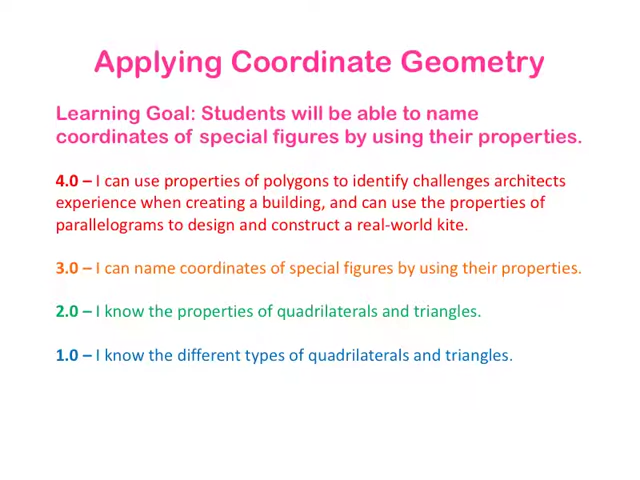 Applying Coordinate Geometry
Learning Goal: Students will be able to name
coordinates of special figures by using their properties.
4.0 – I can use properties of polygons to identify challenges architects
experience when creating a building, and can use the properties of
parallelograms to design and construct a real-world kite.
3.0 – I can name coordinates of special figures by using their properties.
2.0 – I know the properties of quadrilaterals and triangles.
1.0 – I know the different types of quadrilaterals and triangles.